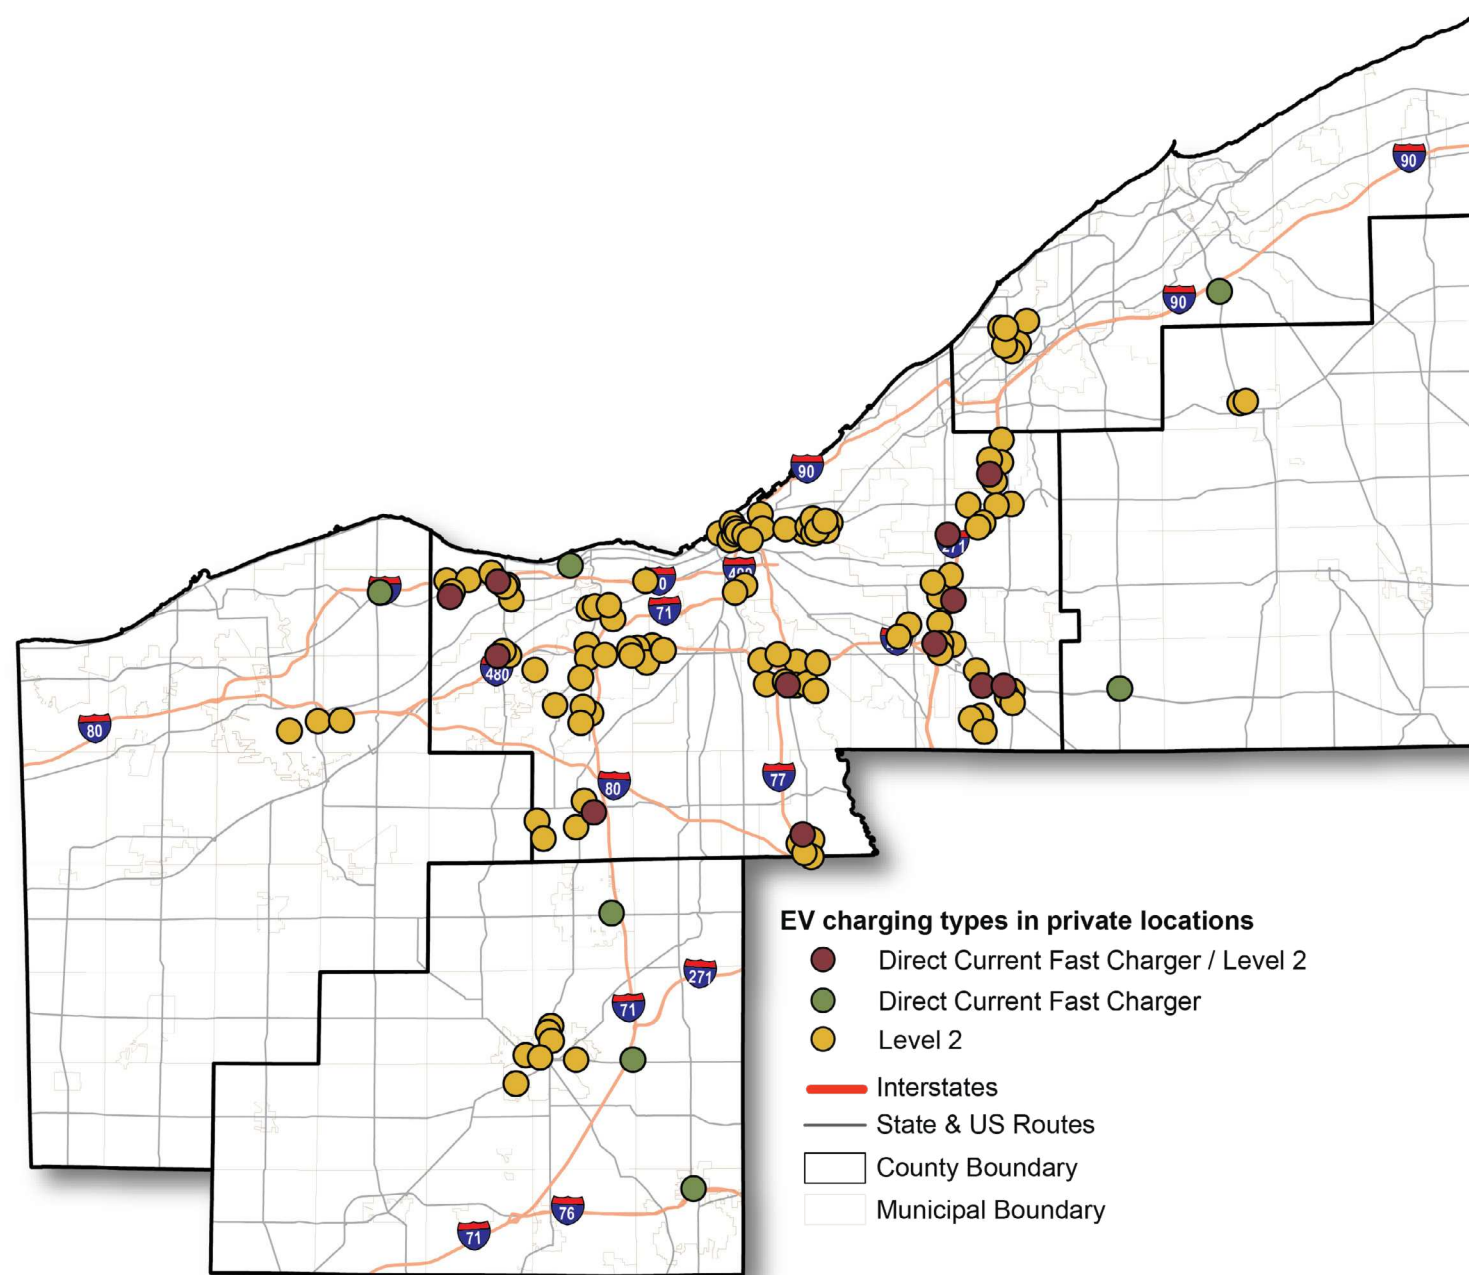 90
90
90
480
71
271
480
80
80
77
EV charging types in private locations
Direct Current Fast Charger / Level 2
Direct Current Fast Charger
Level 2
271
71
Interstates
State & US Routes
County Boundary
Municipal Boundary
76
71